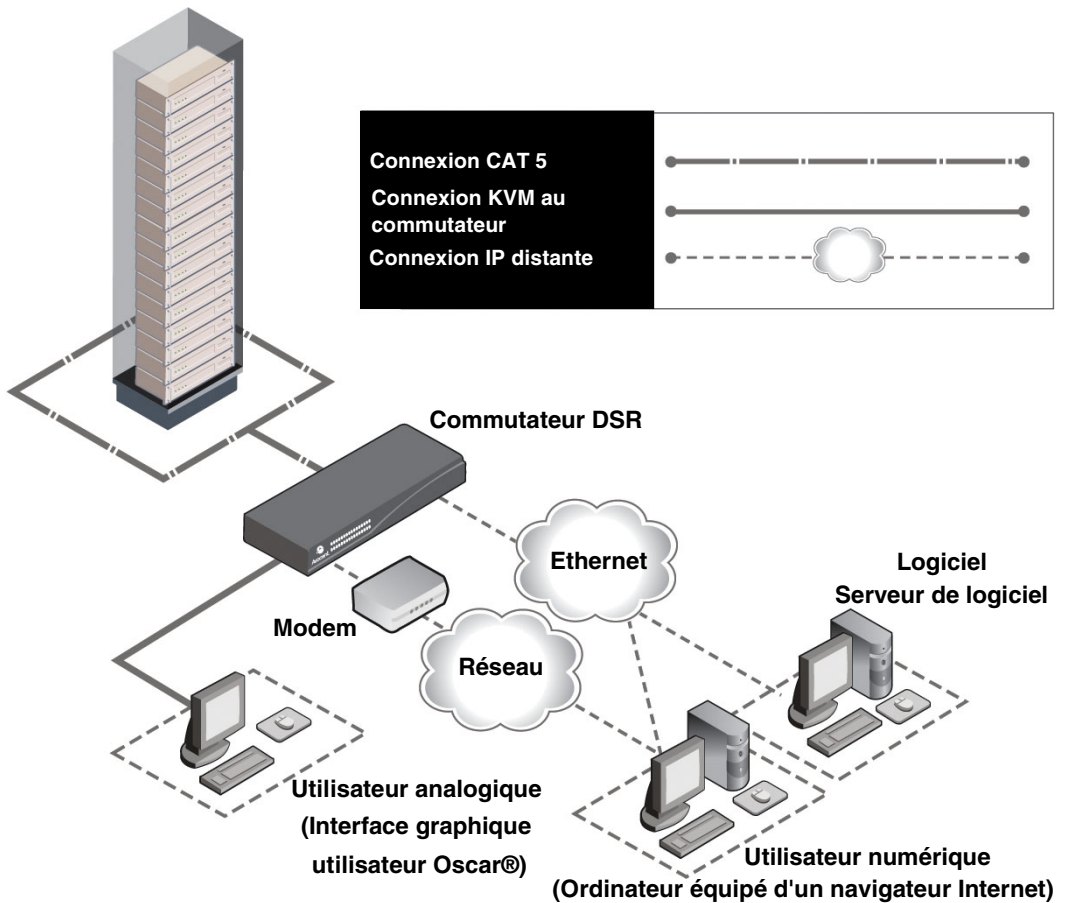 Connexion CAT 5
Connexion KVM au
commutateur
Connexion IP distante
Commutateur DSR
Avocent
Ethernet
Logiciel
Serveur de logiciel
Modem
Réseau
Utilisateur analogique
(Interface graphique
utilisateur Oscar®)
Utilisateur numérique
(Ordinateur équipé d'un navigateur Internet)